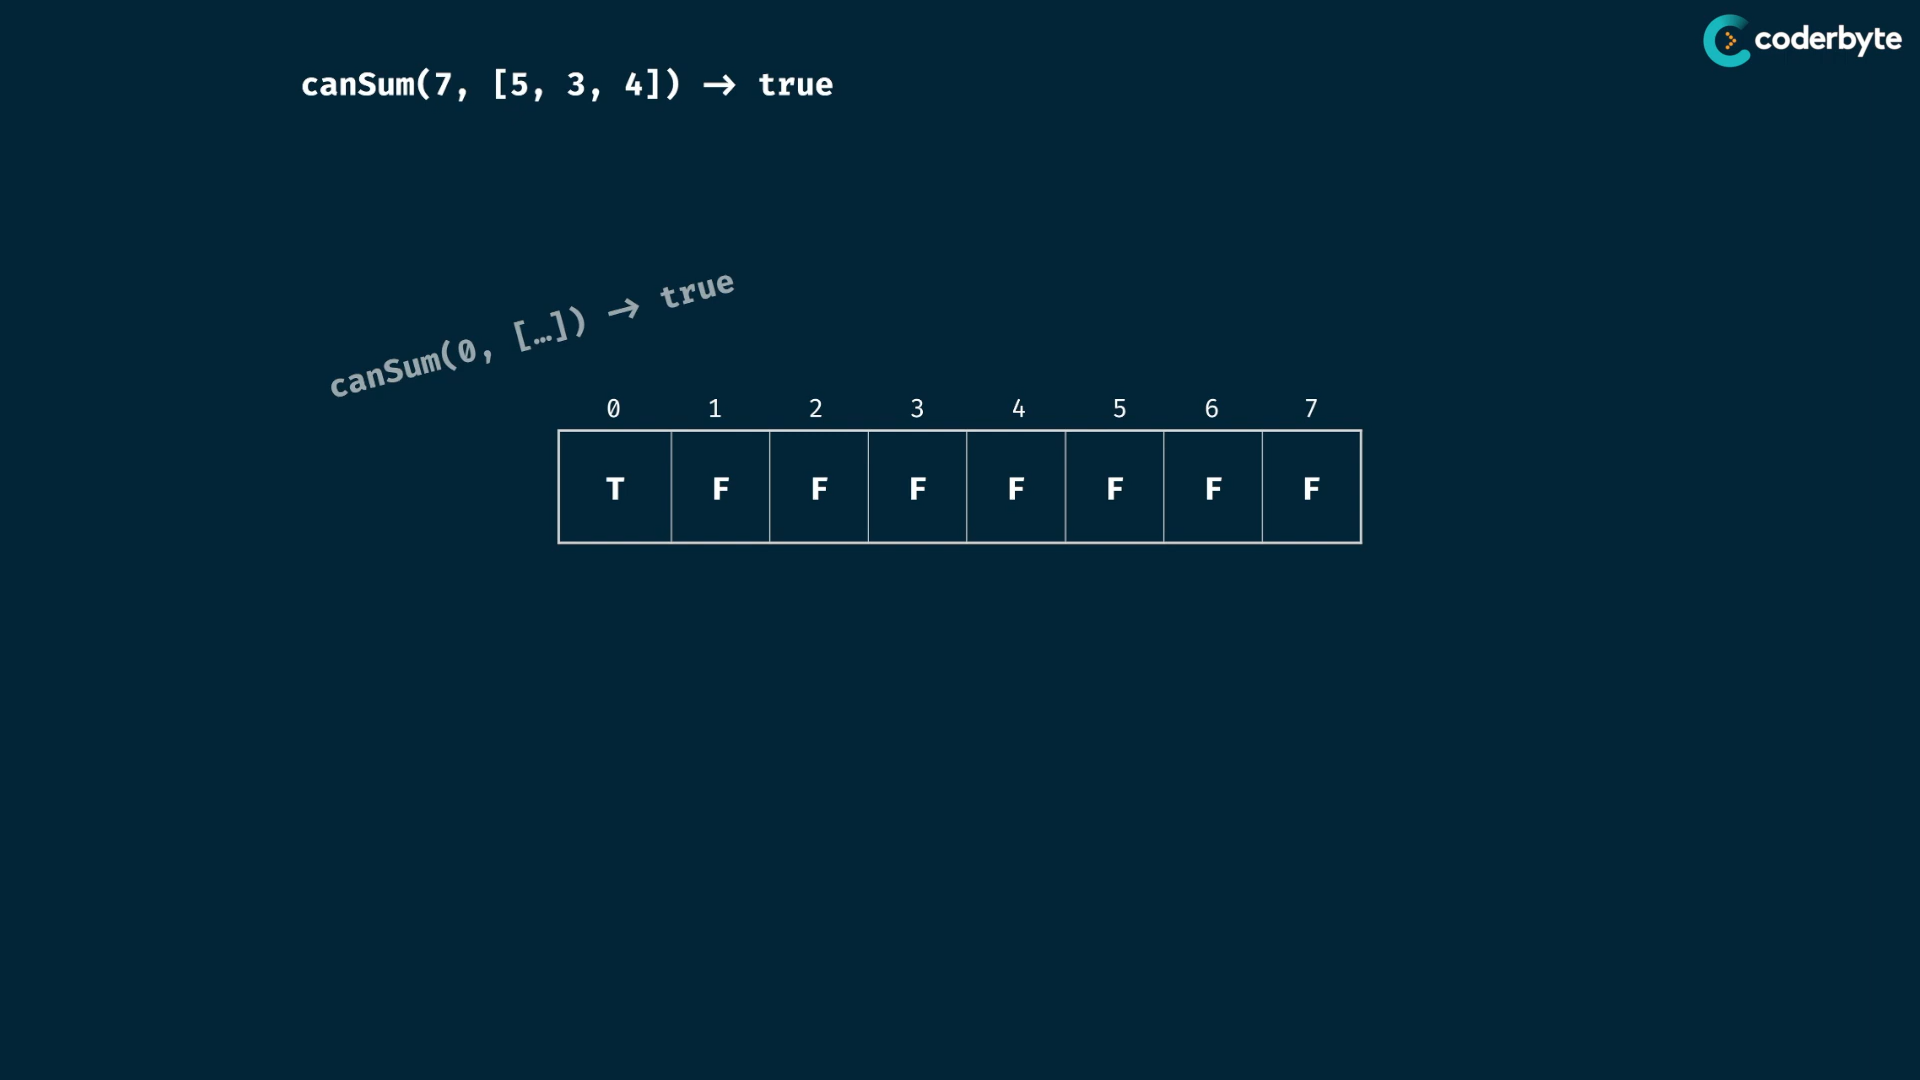 coderbyte
canSum(7, [5, 3, 4]) → true
canSum(0, […]) → true
0 1 2 3 4 5 6 7
T F F F F F F F